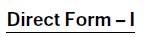 Direct Form – I